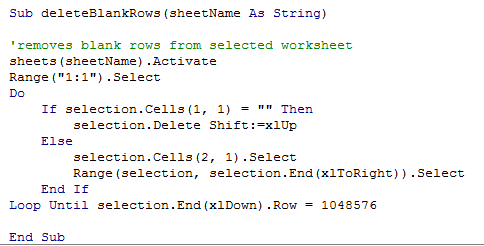 Sub deleteBlankRows(sheetName As String)
'removes blank rows from selected worksheet
sheets(sheetName).Activate
Range("1:1").Select
Do
    If selection.Cells(1, 1) = "" Then
        selection.Delete Shift:=xlUp
    Else
        selection.Cells(2, 1).Select
        Range(selection, selection.End(xlToRight)).Select
    End If
Loop Until selection.End(xlDown).Row = 1048576
End Sub